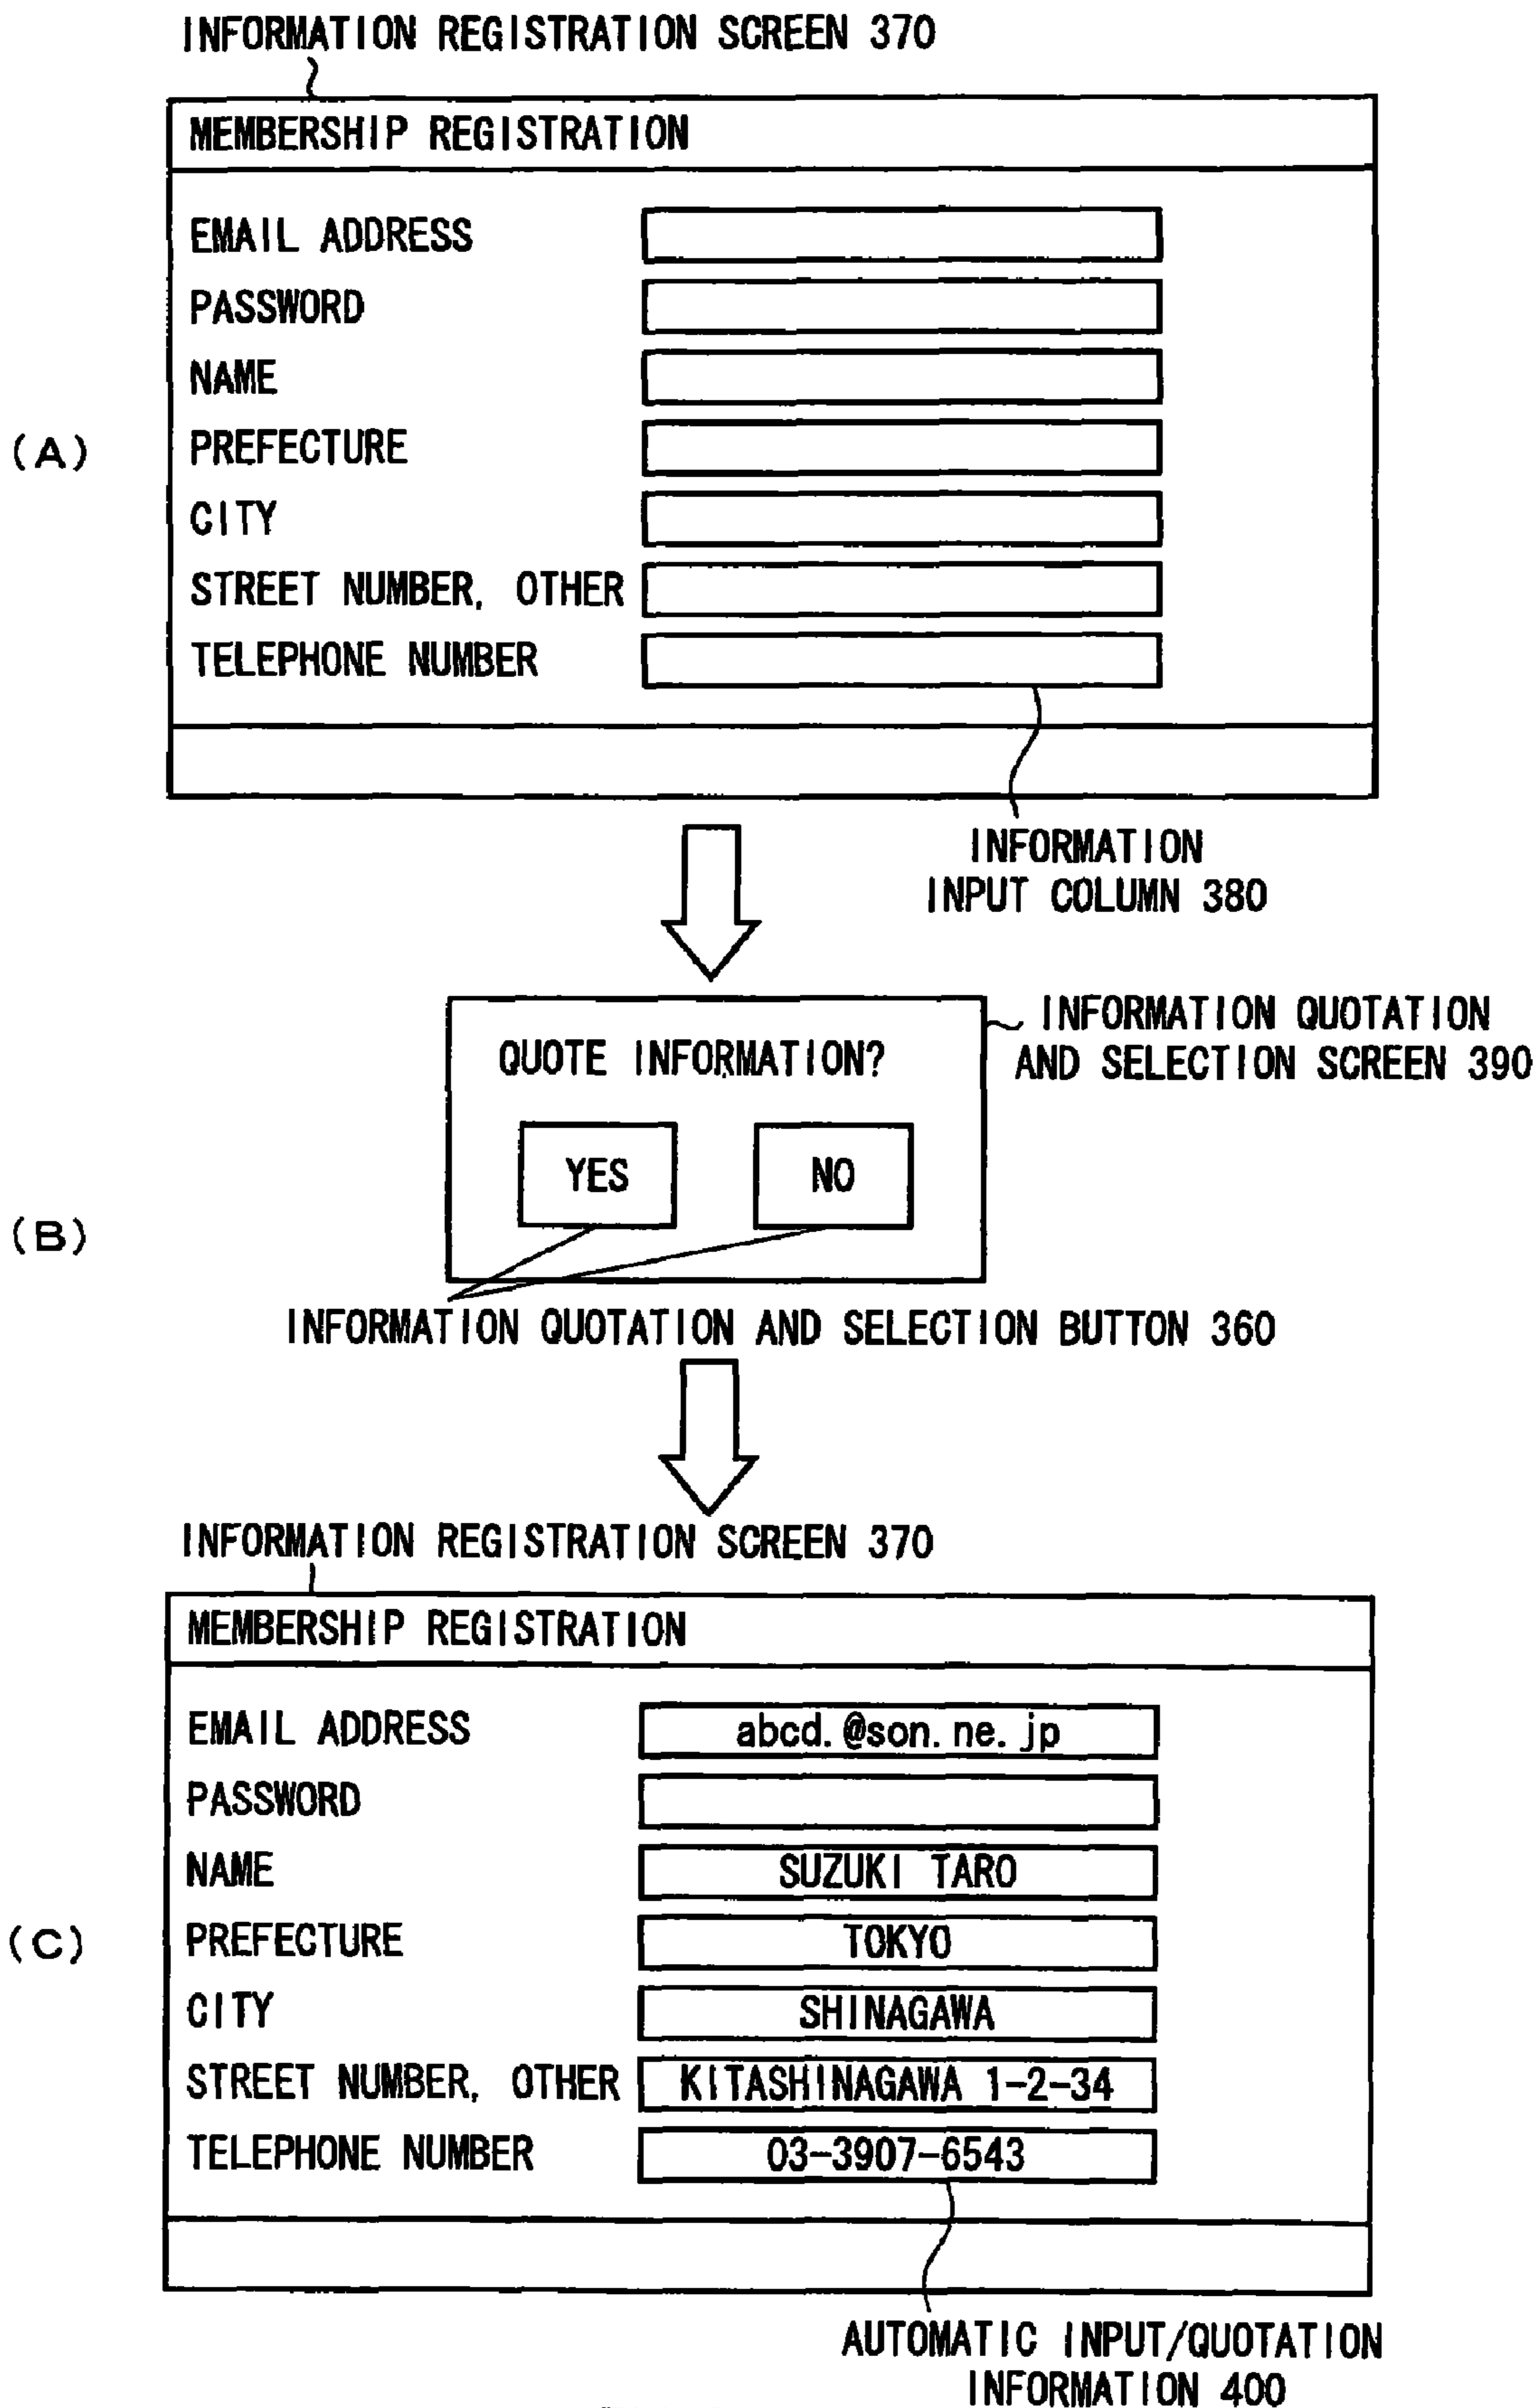 INFORMATION REGISTRATION SCREEN 370
MEMBERSHIP REGISTRATION
EMAIL ADDRESS
PASSWORD
NAME
(A)
PREFECTURE
CITY
STREET NUMBER, OTHER
TELEPHONE NUMBER
INFORMATION
INPUT COLUMN 380
INFORMATION QUOTATION
AND SELECTION SCREEN 390
QUOTE INFORMATION?
YES NO
(B)
INFORMATION QUOTATION AND SELECTION BUTTON 360
INFORMATION REGISTRATION SCREEN 370
MEMBERSHIP REGISTRATION
EMAIL ADDRESS abcd.@son.ne.jp
PASSWORD
NAME SUZUKI TARO
(C)
PREFECTURE TOKYO
CITY SHINAGAWA
STREET NUMBER, OTHER KITASHINAGAWA 1-2-34
TELEPHONE NUMBER 03-3907-6543
AUTOMATIC INPUT/QUOTATION
INFORMATION 400